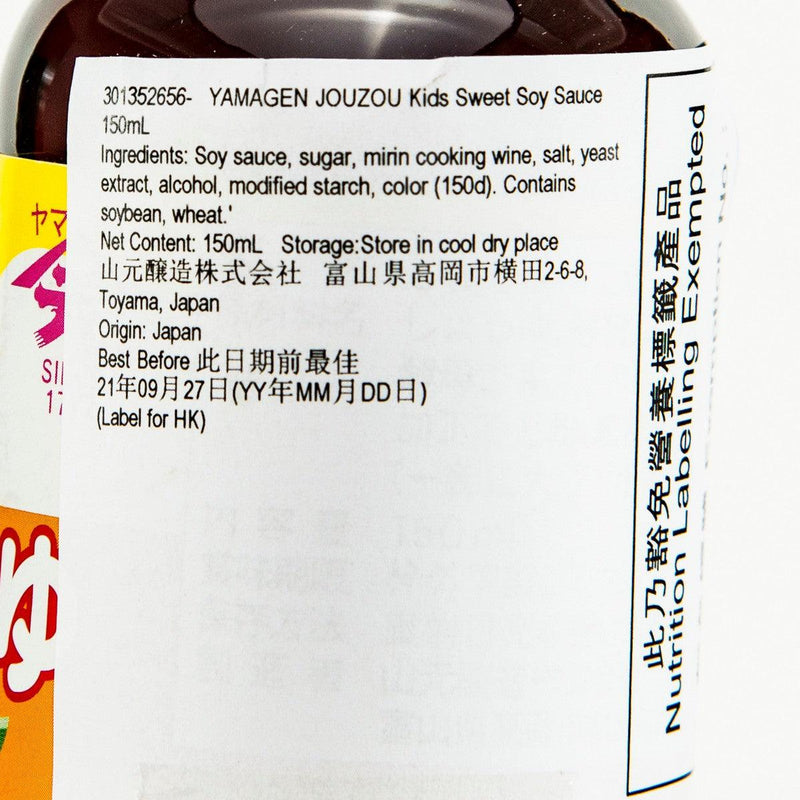 301352656- YAMAGEN JOUZOU Kids Sweet Soy Sauce
150mL
Ingredients: Soy sauce, sugar, mirin cooking wine, salt, yeast
extract, alcohol, modified starch, color (150d). Contains
soybean, wheat.'
Net Content: 150mL Storage:Store in cool dry place
山元醸造株式会社 富山県高岡市横田2-6-8,
Toyama, Japan
Origin: Japan
Best Before 此日期前最佳
21年09月27日(YY年MM月DD日)
(Label for HK)
此乃豁免營養標籤產品
Nutrition Labelling Exempted
ヤマ
ゆ